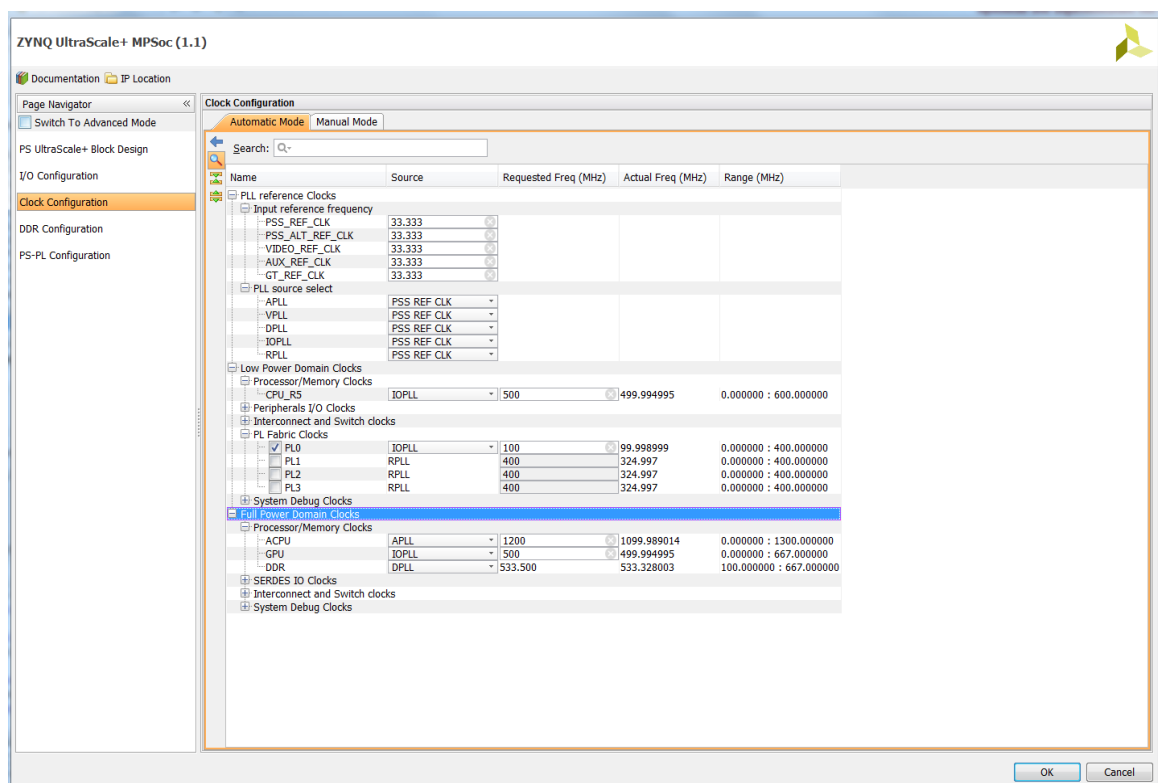 ZYNQ UltraScale+ MPSoc (1.1)
Documentation IP Location
Page Navigator «
Switch To Advanced Mode
PS UltraScale+ Block Design
I/O Configuration
Clock Configuration
DDR Configuration
PS-PL Configuration
Clock Configuration
Automatic Mode Manual Mode
Search:
Name Source Requested Freq (MHz) Actual Freq (MHz) Range (MHz)
PLL reference Clocks
Input reference frequency
PSS_REF_CLK 33.333
PSS_ALT_REF_CLK 33.333
VIDEO_REF_CLK 33.333
AUX_REF_CLK 33.333
GT_REF_CLK 33.333
PLL source select
APLL PSS REF CLK
VPLL PSS REF CLK
DPLL PSS REF CLK
IOPLL PSS REF CLK
RPLL PSS REF CLK
Low Power Domain Clocks
Processor/Memory Clocks
CPU_R5 IOPLL 500 499.994995 0.000000 : 600.000000
Peripherals I/O Clocks
Interconnect and Switch clocks
PL Fabric Clocks
PL0 IOPLL 100 99.998999 0.000000 : 400.000000
PL1 RPLL 400 324.997 0.000000 : 400.000000
PL2 RPLL 400 324.997 0.000000 : 400.000000
PL3 RPLL 400 324.997 0.000000 : 400.000000
System Debug Clocks
Full Power Domain Clocks
Processor/Memory Clocks
ACPU APLL 1200 1099.989014 0.000000 : 1300.000000
GPU IOPLL 500 499.994995 0.000000 : 667.000000
DDR DPLL 533.500 533.328003 100.000000 : 667.000000
SERDES IO Clocks
Interconnect and Switch clocks
System Debug Clocks
OK Cancel